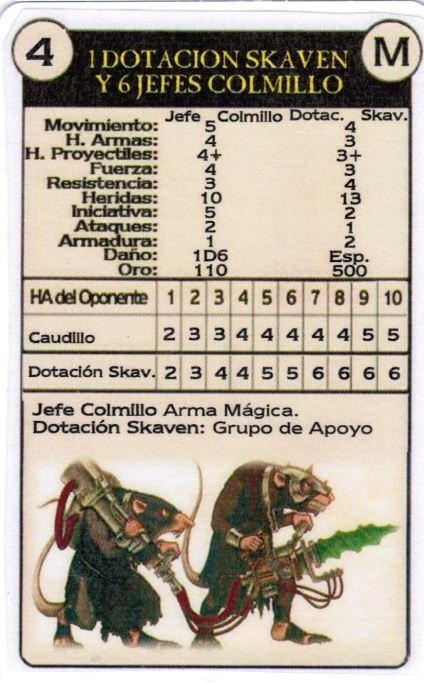 4
1 DOTACION SKAVEN
Y 6 JEFES COLMILLO
M
Jefe Colmillo Dotac. Skav.
Movimiento: 5 4
H. Armas: 4 3
H. Proyectiles: 4+ 3+
Fuerza: 4 3
Resistencia: 3 4
Heridas: 10 13
Iniciativa: 5 2
Ataques: 2 1
Armadura: 1 2
Daño: 1D6 Esp.
Oro: 110 500
HA del Oponente 1 2 3 4 5 6 7 8 9 10
Caudillo 2 3 3 4 4 4 4 4 5 5
Dotación Skav. 2 3 4 4 5 5 6 6 6 6
Jefe Colmillo Arma Mágica.
Dotación Skaven: Grupo de Apoyo